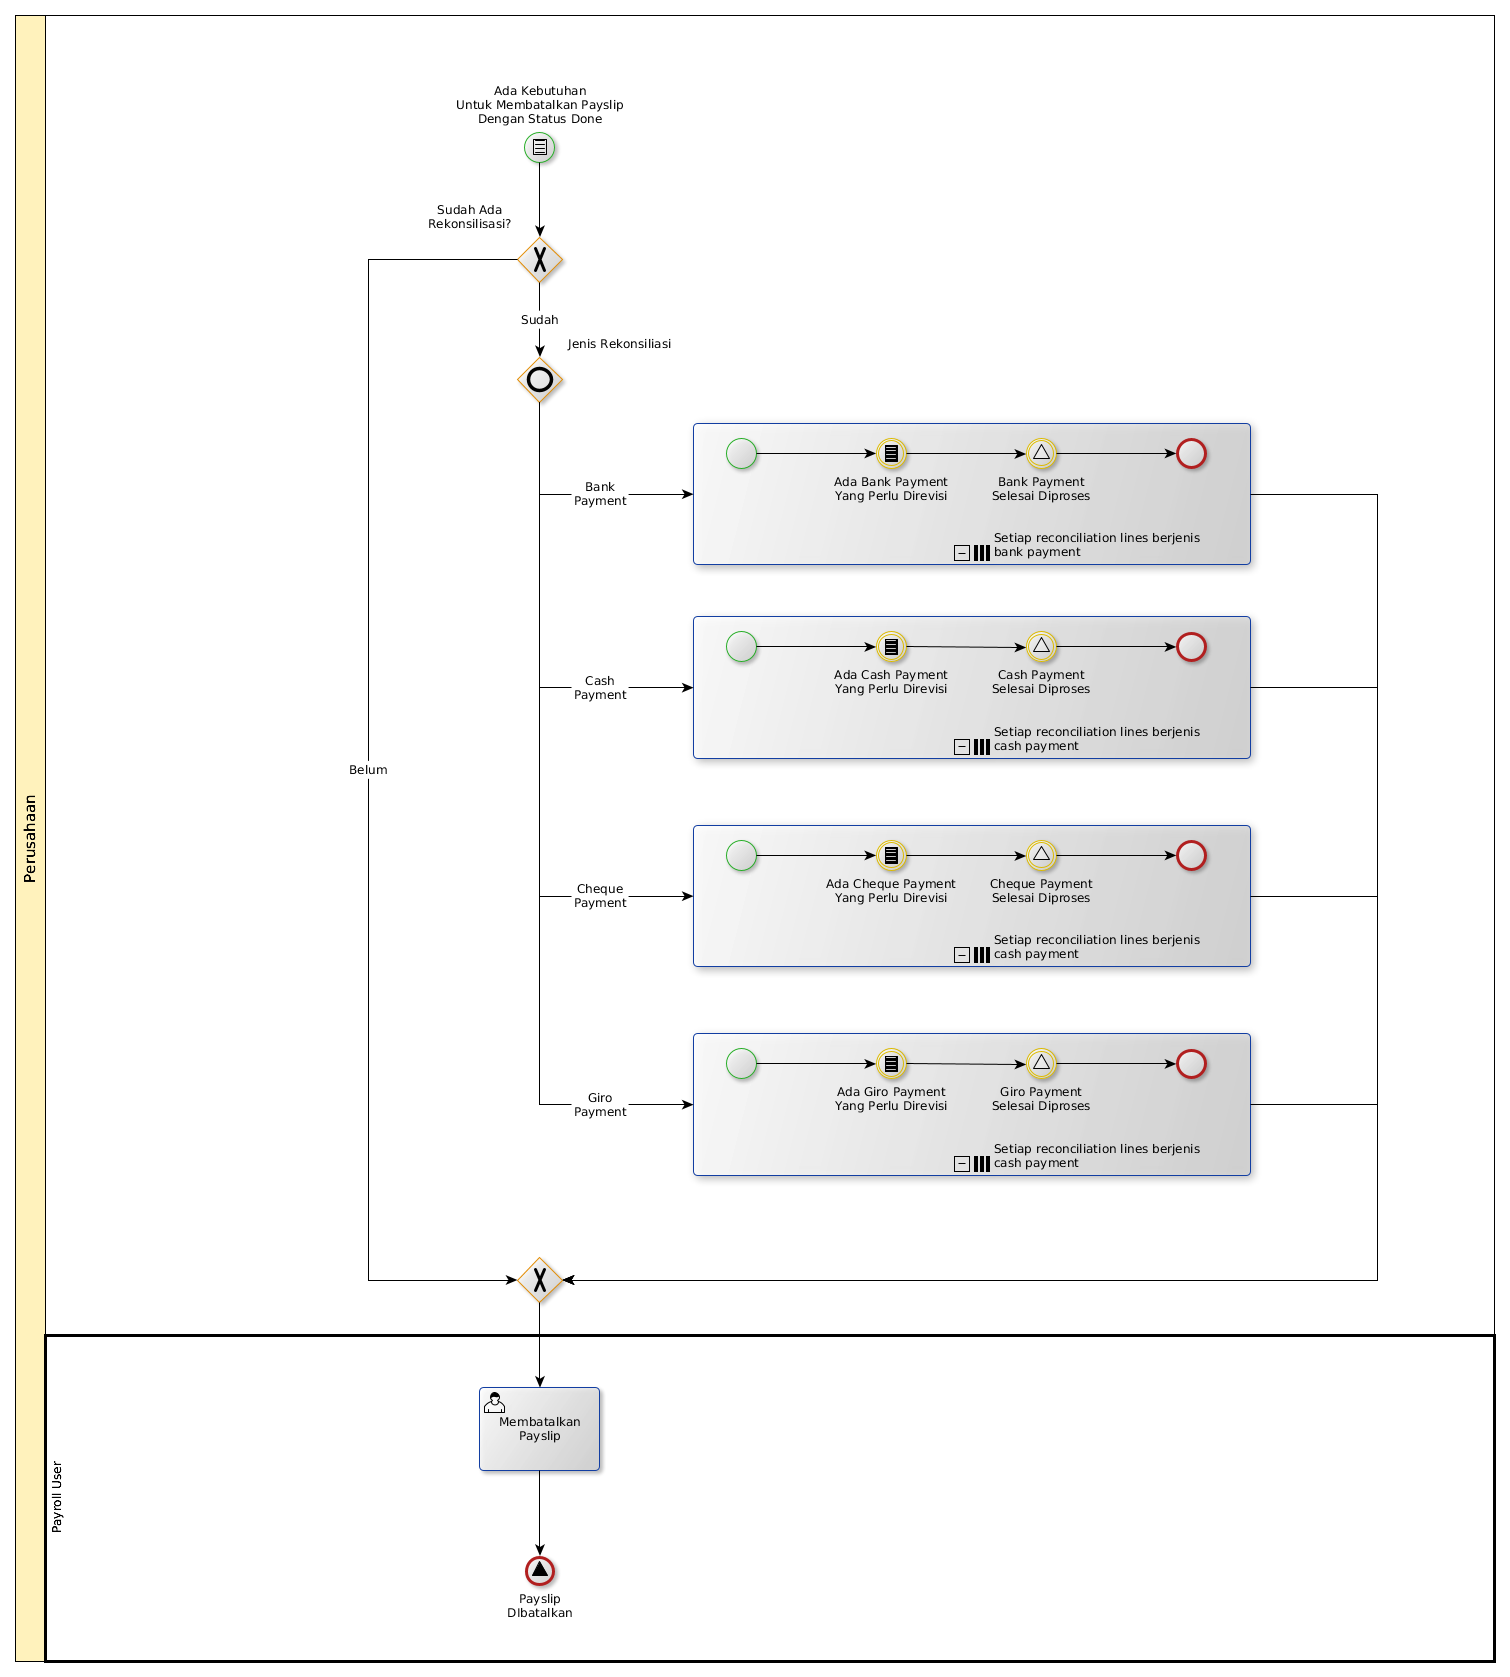 Ada Kebutuhan
Untuk Membatalkan Payslip
Dengan Status Done
Sudah Ada
Rekonsilisasi?
Sudah
Jenis Rekonsiliasi
Bank
Payment
Ada Bank Payment
Yang Perlu Direvisi
Bank Payment
Selesai Diproses
Setiap reconciliation lines berjenis
bank payment
Cash
Payment
Ada Cash Payment
Yang Perlu Direvisi
Cash Payment
Selesai Diproses
Setiap reconciliation lines berjenis
cash payment
Belum
Perusahaan
Cheque
Payment
Ada Cheque Payment
Yang Perlu Direvisi
Cheque Payment
Selesai Diproses
Setiap reconciliation lines berjenis
cash payment
Giro
Payment
Ada Giro Payment
Yang Perlu Direvisi
Giro Payment
Selesai Diproses
Setiap reconciliation lines berjenis
cash payment
Payroll User
Membatalkan
Payslip
Payslip
DIbatalkan